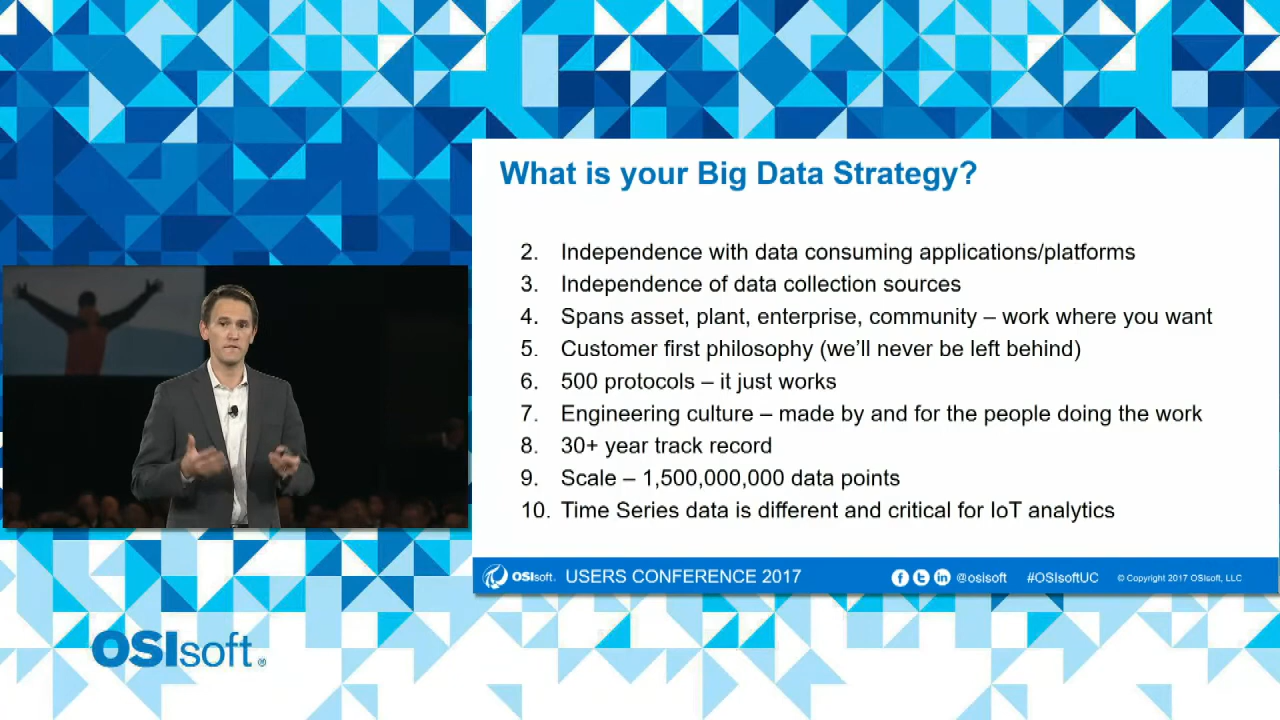 What is your Big Data Strategy?
2. Independence with data consuming applications/platforms
3. Independence of data collection sources
4. Spans asset, plant, enterprise, community – work where you want
5. Customer first philosophy (we'll never be left behind)
6. 500 protocols – it just works
7. Engineering culture – made by and for the people doing the work
8. 30+ year track record
9. Scale – 1,500,000,000 data points
10. Time Series data is different and critical for IoT analytics
OSIsoft. USERS CONFERENCE 2017 @osisoft #OSIsoftUC © Copyright 2017 OSIsoft, LLC
OSIsoft®